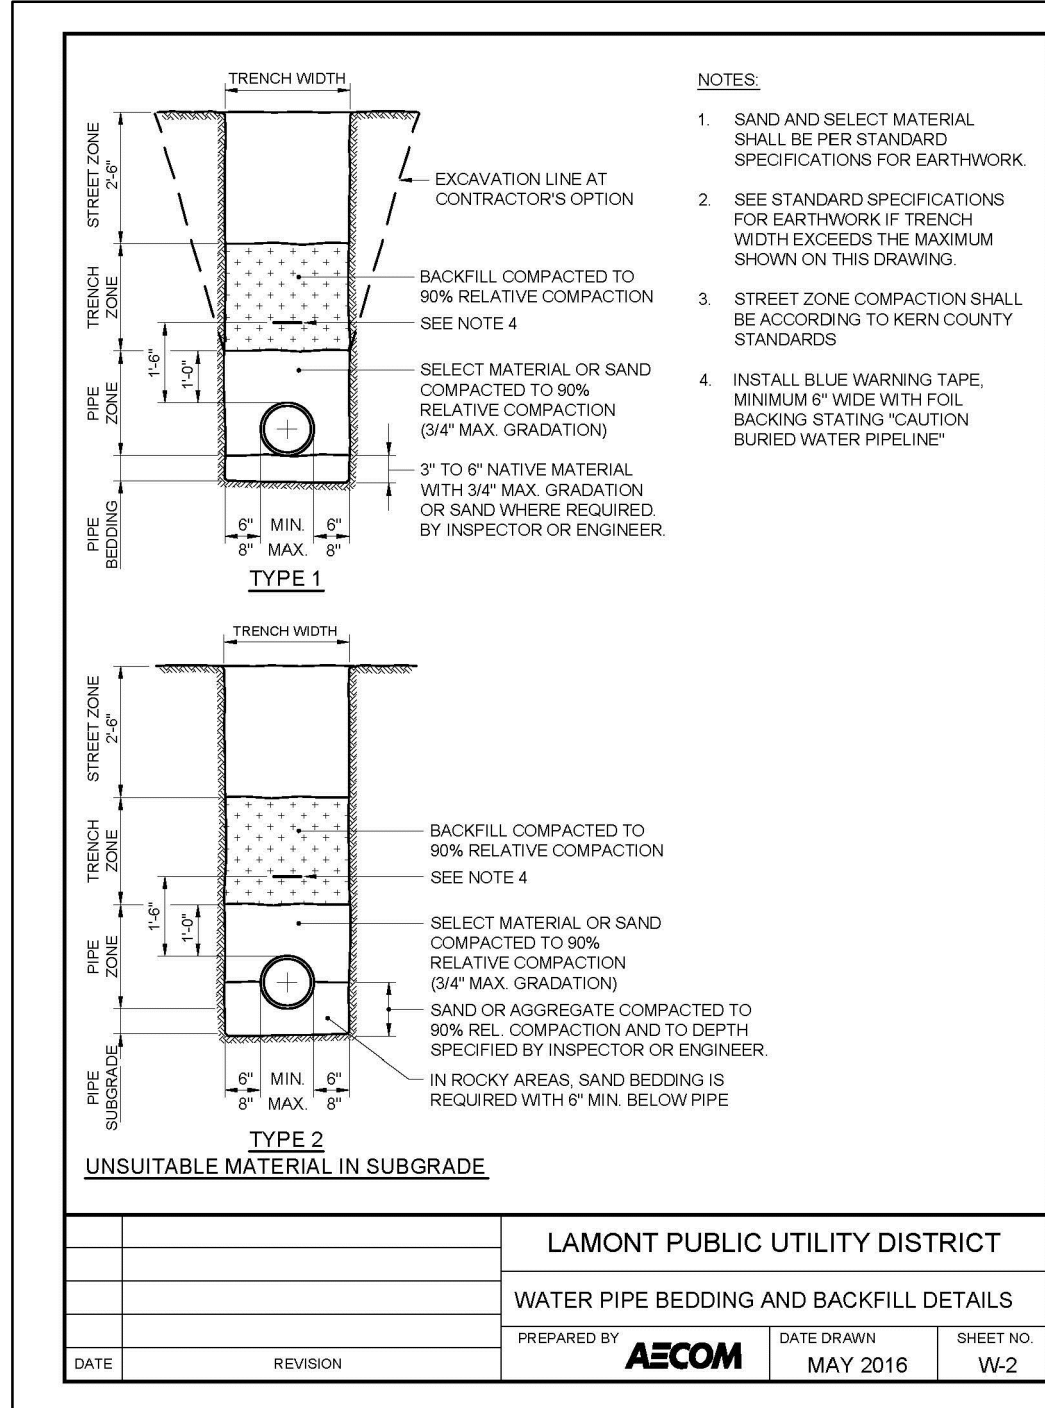 TRENCH WIDTH
STREET ZONE
2'-6"
EXCAVATION LINE AT
CONTRACTOR'S OPTION
TRENCH
ZONE
BACKFILL COMPACTED TO
90% RELATIVE COMPACTION
SEE NOTE 4
1'-6"
1'-0"
PIPE
ZONE
SELECT MATERIAL OR SAND
COMPACTED TO 90%
RELATIVE COMPACTION
(3/4" MAX. GRADATION)
3" TO 6" NATIVE MATERIAL
WITH 3/4" MAX. GRADATION
OR SAND WHERE REQUIRED.
BY INSPECTOR OR ENGINEER.
PIPE
BEDDING
6" MIN. 6"
8" MAX. 8"
TYPE 1
NOTES:
1. SAND AND SELECT MATERIAL
SHALL BE PER STANDARD
SPECIFICATIONS FOR EARTHWORK.
2. SEE STANDARD SPECIFICATIONS
FOR EARTHWORK IF TRENCH
WIDTH EXCEEDS THE MAXIMUM
SHOWN ON THIS DRAWING.
3. STREET ZONE COMPACTION SHALL
BE ACCORDING TO KERN COUNTY
STANDARDS
4. INSTALL BLUE WARNING TAPE,
MINIMUM 6" WIDE WITH FOIL
BACKING STATING "CAUTION
BURIED WATER PIPELINE"
TRENCH WIDTH
STREET ZONE
2'-6"
TRENCH
ZONE
BACKFILL COMPACTED TO
90% RELATIVE COMPACTION
SEE NOTE 4
1'-6"
1'-0"
PIPE
ZONE
SELECT MATERIAL OR SAND
COMPACTED TO 90%
RELATIVE COMPACTION
(3/4" MAX. GRADATION)
SAND OR AGGREGATE COMPACTED TO
90% REL. COMPACTION AND TO DEPTH
SPECIFIED BY INSPECTOR OR ENGINEER.
IN ROCKY AREAS, SAND BEDDING IS
REQUIRED WITH 6" MIN. BELOW PIPE
PIPE
SUBGRADE
6" MIN. 6"
8" MAX. 8"
TYPE 2
UNSUITABLE MATERIAL IN SUBGRADE
LAMONT PUBLIC UTILITY DISTRICT
WATER PIPE BEDDING AND BACKFILL DETAILS
PREPARED BY AECOM
DATE DRAWN
MAY 2016
SHEET NO.
W-2
DATE REVISION